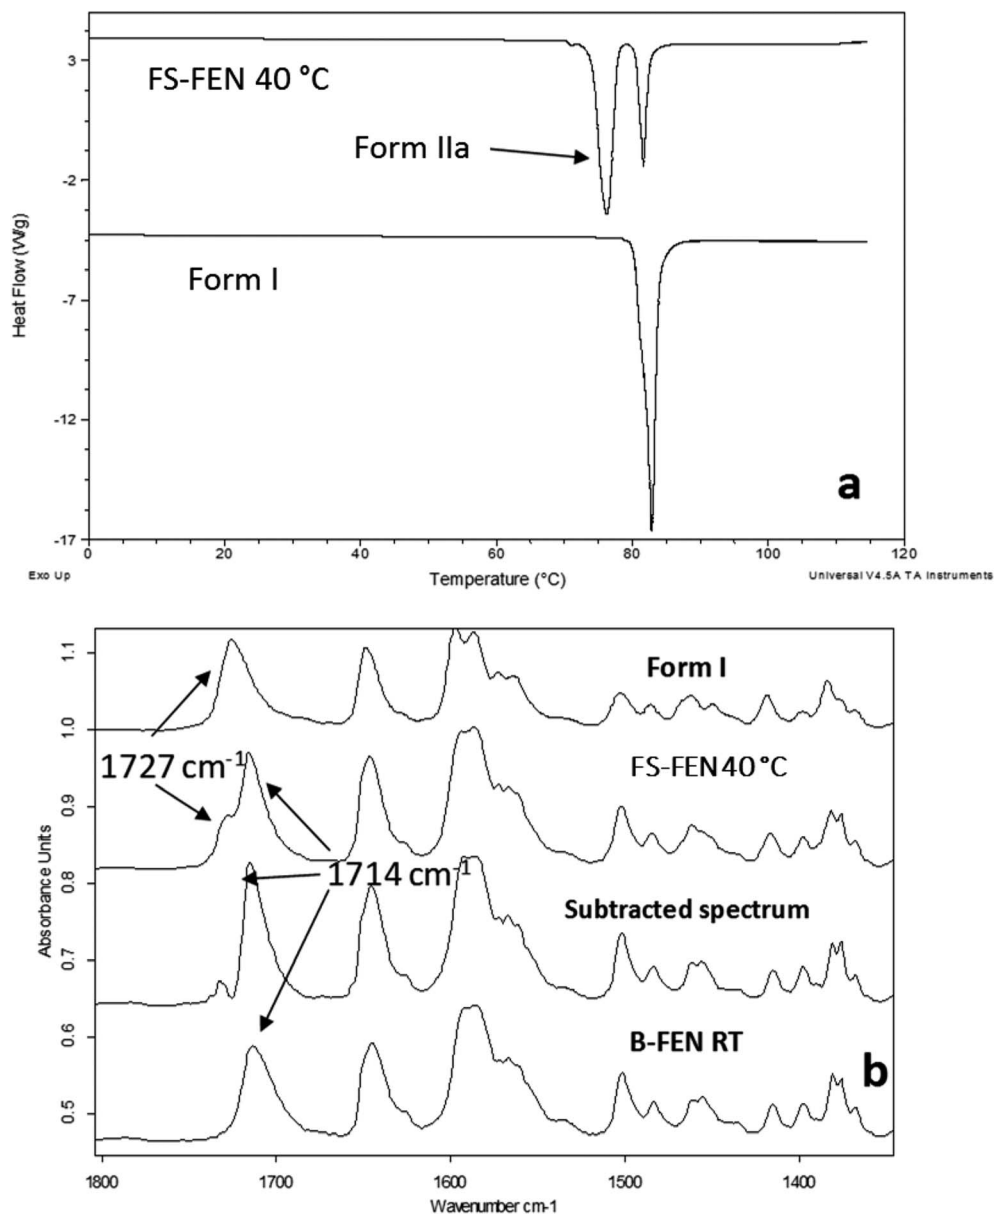 3
FS-FEN 40 °C
Form IIa
-2
Heat Flow (W/g)
Form I
-7
-12
a
-17
0 20 40 60 80 100 120
Exo Up
Temperature (°C)
Universal V4.5A TA Instruments
1.1
Form I
1.0
1727 cm-1
FS-FEN 40 °C
0.9
Absorbance Units
1714 cm-1
0.8
Subtracted spectrum
0.7
0.6
B-FEN RT
b
0.5
1800 1700 1600 1500 1400
Wavenumber cm-1